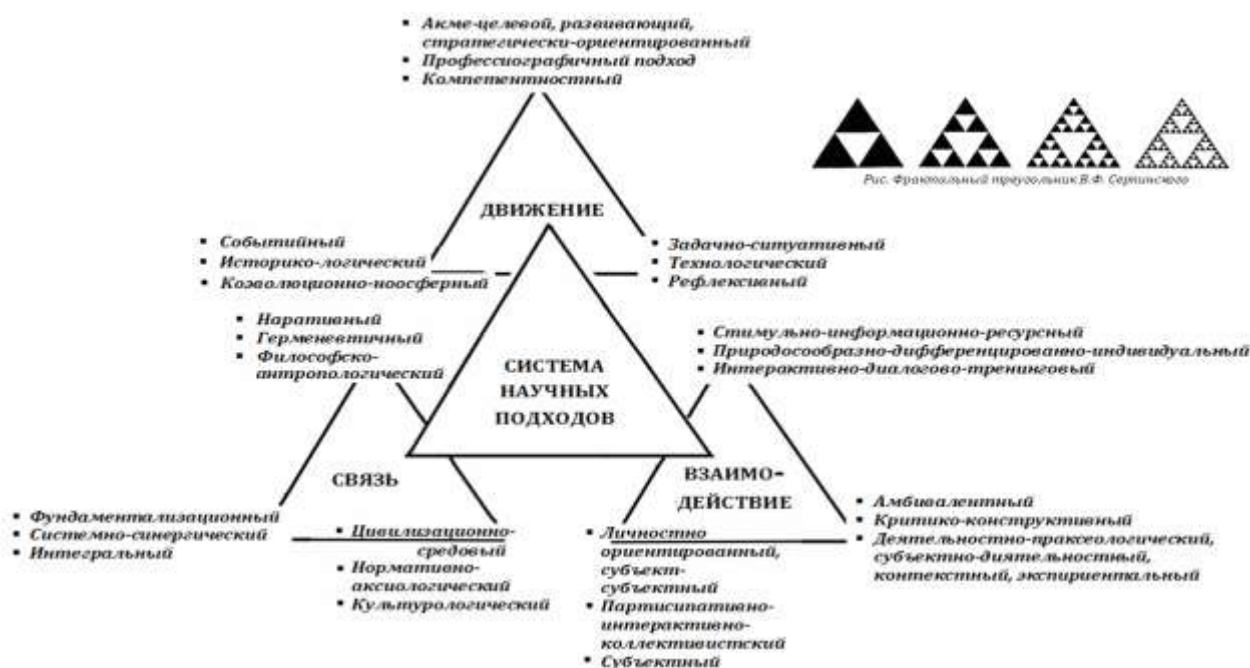 ▪ Акме-целевой, развивающий,
стратегически-ориентированный
▪ Профессиографичный подход
▪ Компетентностный
Рис. Фрактальный треугольник В.Ф. Серпинского
ДВИЖЕНИЕ
▪ Событийный
▪ Историко-логический
▪ Коэволюционно-ноосферный
▪ Задачно-ситуативный
▪ Технологический
▪ Рефлексивный
▪ Наративный
▪ Герменевтичный
▪ Философско-
антропологический
▪ Стимульно-информационно-ресурсный
▪ Природосообразно-дифференцированно-индивидуальный
▪ Интерактивно-диалогово-тренинговый
СИСТЕМА
НАУЧНЫХ
ПОДХОДОВ
СВЯЗЬ
ВЗАИМО-
ДЕЙСТВИЕ
▪ Фундаментализационный
▪ Системно-синергический
▪ Интегральный
▪ Цивилизационно-
средовый
▪ Нормативно-
аксиологический
▪ Культурологический
▪ Личностно
ориентированный,
субъект-
субъектный
▪ Партисипативно-
интерактивно-
коллективистский
▪ Субъектный
▪ Амбивалентный
▪ Критико-конструктивный
▪ Деятельностно-праксеологический,
субъектно-диятельностный,
контекстный, экспириентальный